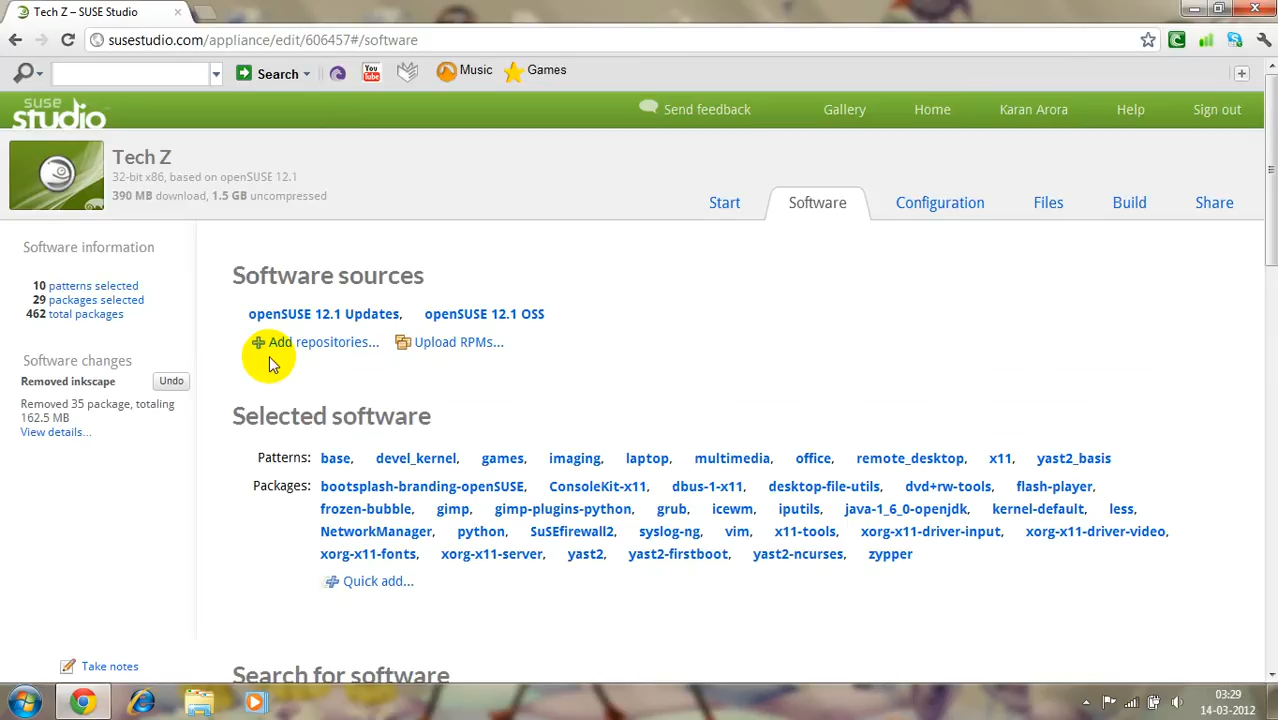 Tech Z – SUSE Studio
susestudio.com/appliance/edit/606457#/software
Search
You
Tube
Music
Games
suse
studio
Send feedback
Gallery
Home
Karan Arora
Help
Sign out
Tech Z
32-bit x86, based on openSUSE 12.1
390 MB download, 1.5 GB uncompressed
Start
Software
Configuration
Files
Build
Share
Software information
10 patterns selected
29 packages selected
462 total packages
Software changes
Removed inkscape
Undo
Removed 35 package, totaling
162.5 MB
View details...
Take notes
Software sources
openSUSE 12.1 Updates, openSUSE 12.1 OSS
Add repositories... Upload RPMs...
Selected software
Patterns: base, devel_kernel, games, imaging, laptop, multimedia, office, remote_desktop, x11, yast2_basis
Packages: bootsplash-branding-openSUSE, ConsoleKit-x11, dbus-1-x11, desktop-file-utils, dvd+rw-tools, flash-player,
frozen-bubble, gimp, gimp-plugins-python, grub, icewm, iputils, java-1_6_0-openjdk, kernel-default, less,
NetworkManager, python, SuSEfirewall2, syslog-ng, vim, x11-tools, xorg-x11-driver-input, xorg-x11-driver-video,
xorg-x11-fonts, xorg-x11-server, yast2, yast2-firstboot, yast2-ncurses, zypper
Quick add...
Search for software
03:29
14-03-2012